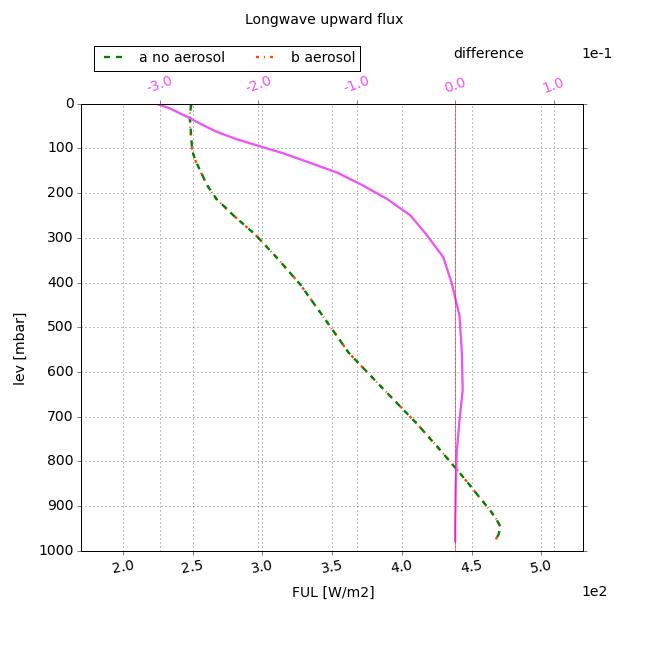 Longwave upward flux
a no aerosol b aerosol
difference 1e-1
-3.0 -2.0 -1.0 0.0 1.0
0
100
200
300
400
500
600
700
800
900
1000
lev [mbar]
2.0 2.5 3.0 3.5 4.0 4.5 5.0
FUL [W/m2] 1e2